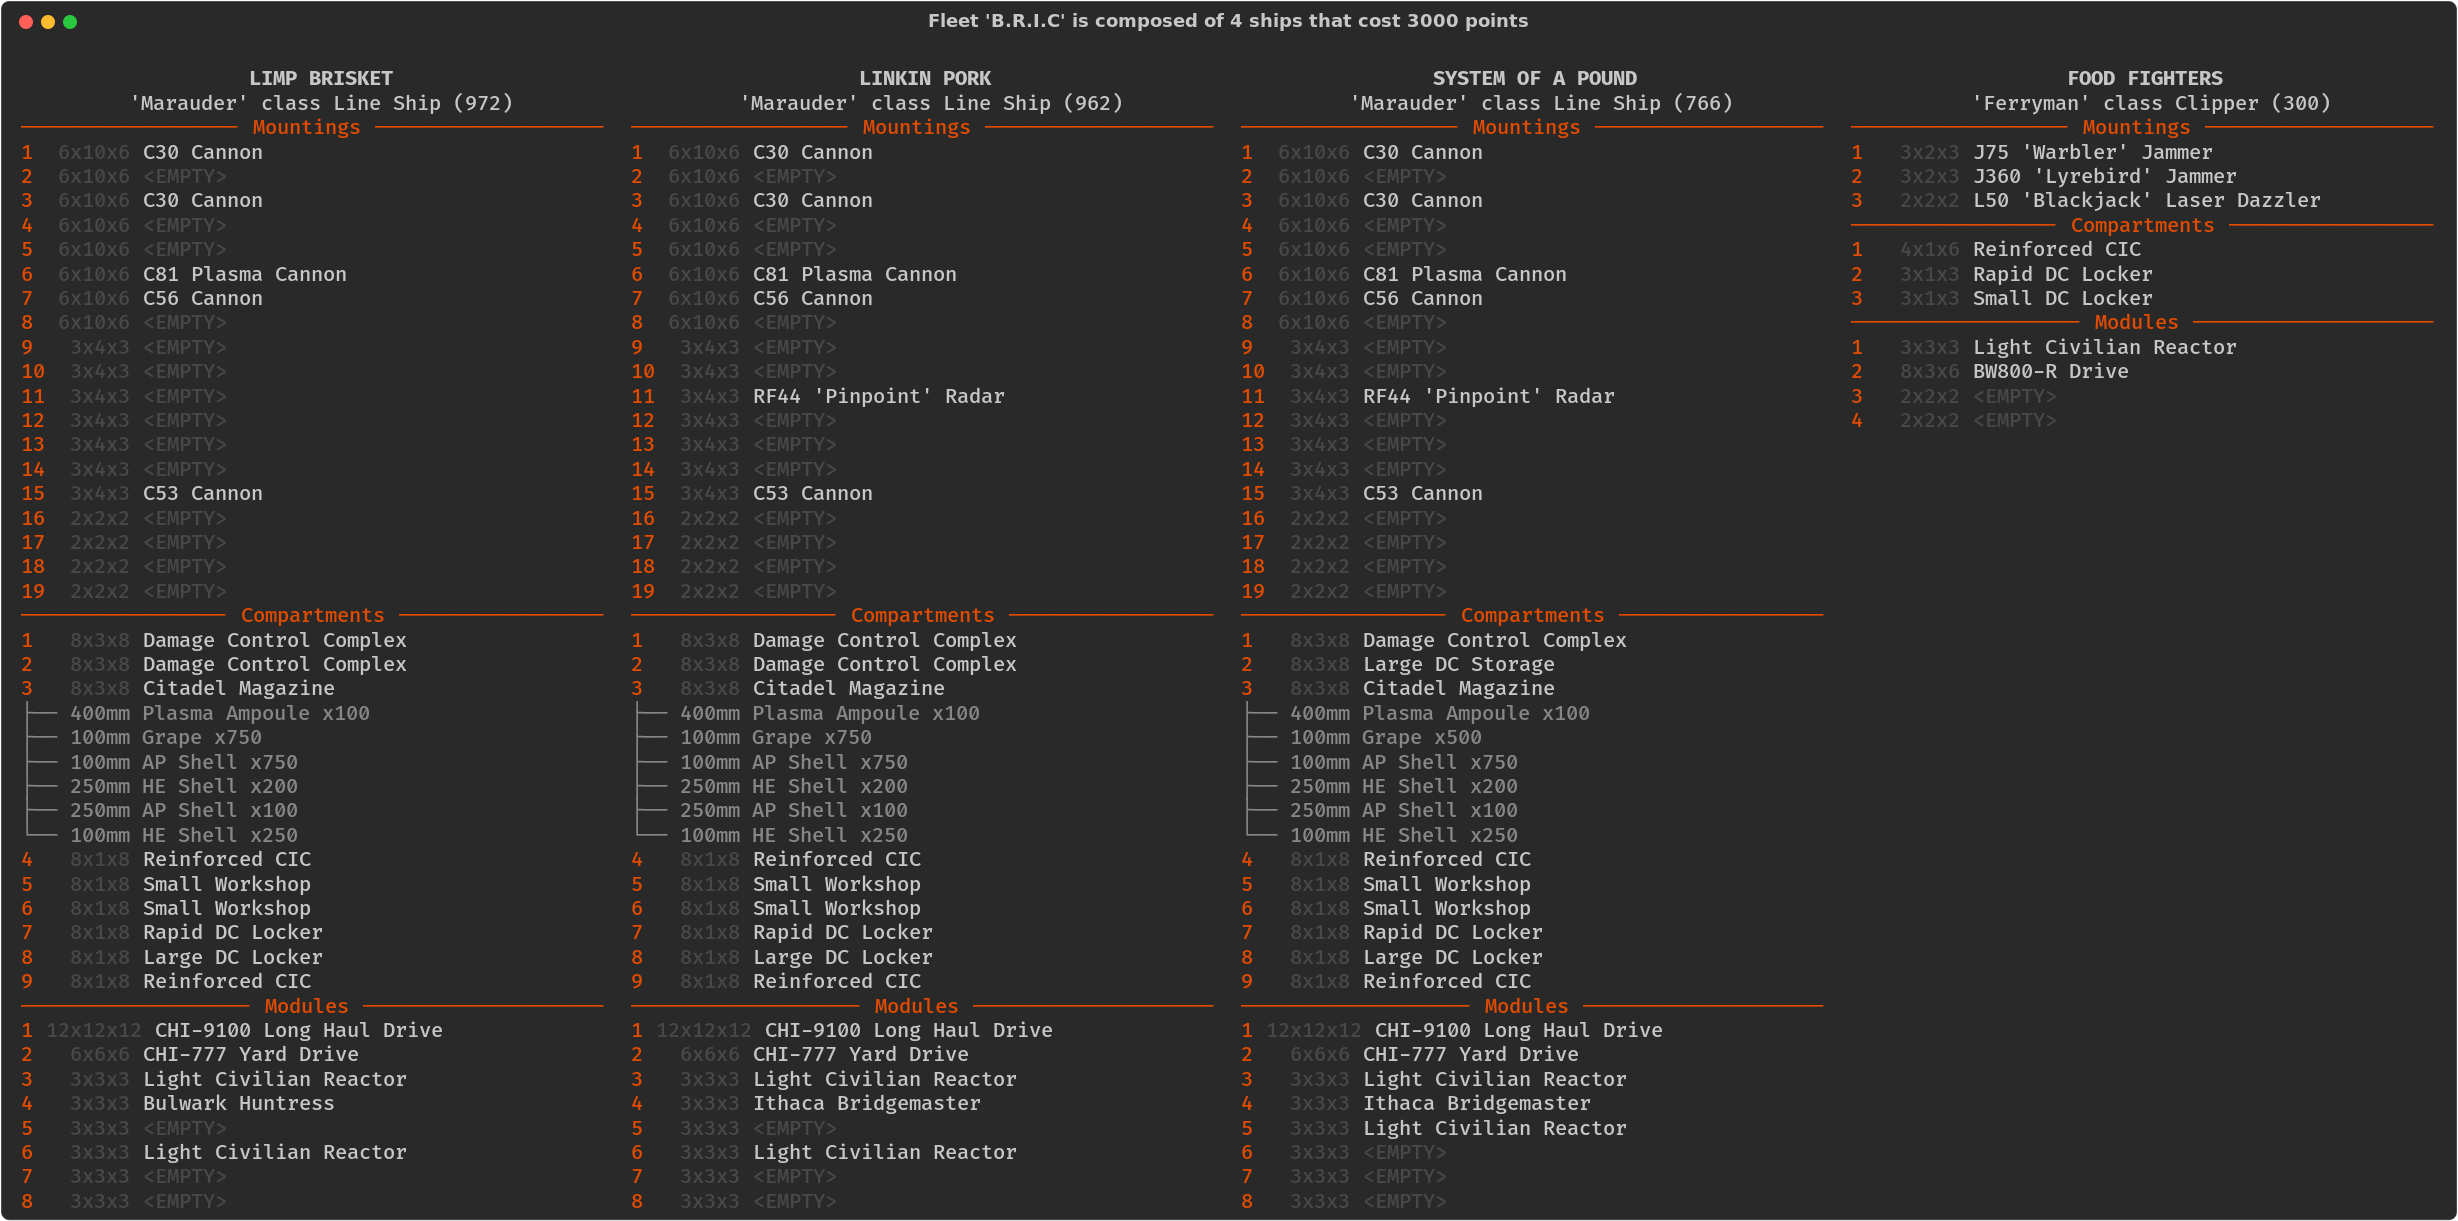 Fleet 'B.R.I.C' is composed of 4 ships that cost 3000 points
LIMP BRISKET
'Marauder' class Line Ship (972)
Mountings
1 6x10x6 C30 Cannon
2 6x10x6 <EMPTY>
3 6x10x6 C30 Cannon
4 6x10x6 <EMPTY>
5 6x10x6 <EMPTY>
6 6x10x6 C81 Plasma Cannon
7 6x10x6 C56 Cannon
8 6x10x6 <EMPTY>
9 3x4x3 <EMPTY>
10 3x4x3 <EMPTY>
11 3x4x3 <EMPTY>
12 3x4x3 <EMPTY>
13 3x4x3 <EMPTY>
14 3x4x3 <EMPTY>
15 3x4x3 C53 Cannon
16 2x2x2 <EMPTY>
17 2x2x2 <EMPTY>
18 2x2x2 <EMPTY>
19 2x2x2 <EMPTY>
Compartments
1 8x3x8 Damage Control Complex
2 8x3x8 Damage Control Complex
3 8x3x8 Citadel Magazine
400mm Plasma Ampoule x100
100mm Grape x750
100mm AP Shell x750
250mm HE Shell x200
250mm AP Shell x100
100mm HE Shell x250
4 8x1x8 Reinforced CIC
5 8x1x8 Small Workshop
6 8x1x8 Small Workshop
7 8x1x8 Rapid DC Locker
8 8x1x8 Large DC Locker
9 8x1x8 Reinforced CIC
Modules
1 12x12x12 CHI-9100 Long Haul Drive
2 6x6x6 CHI-777 Yard Drive
3 3x3x3 Light Civilian Reactor
4 3x3x3 Bulwark Huntress
5 3x3x3 <EMPTY>
6 3x3x3 Light Civilian Reactor
7 3x3x3 <EMPTY>
8 3x3x3 <EMPTY>
LINKIN PORK
'Marauder' class Line Ship (962)
Mountings
1 6x10x6 C30 Cannon
2 6x10x6 <EMPTY>
3 6x10x6 C30 Cannon
4 6x10x6 <EMPTY>
5 6x10x6 <EMPTY>
6 6x10x6 C81 Plasma Cannon
7 6x10x6 C56 Cannon
8 6x10x6 <EMPTY>
9 3x4x3 <EMPTY>
10 3x4x3 <EMPTY>
11 3x4x3 RF44 'Pinpoint' Radar
12 3x4x3 <EMPTY>
13 3x4x3 <EMPTY>
14 3x4x3 <EMPTY>
15 3x4x3 C53 Cannon
16 2x2x2 <EMPTY>
17 2x2x2 <EMPTY>
18 2x2x2 <EMPTY>
19 2x2x2 <EMPTY>
Compartments
1 8x3x8 Damage Control Complex
2 8x3x8 Damage Control Complex
3 8x3x8 Citadel Magazine
400mm Plasma Ampoule x100
100mm Grape x750
100mm AP Shell x750
250mm HE Shell x200
250mm AP Shell x100
100mm HE Shell x250
4 8x1x8 Reinforced CIC
5 8x1x8 Small Workshop
6 8x1x8 Small Workshop
7 8x1x8 Rapid DC Locker
8 8x1x8 Large DC Locker
9 8x1x8 Reinforced CIC
Modules
1 12x12x12 CHI-9100 Long Haul Drive
2 6x6x6 CHI-777 Yard Drive
3 3x3x3 Light Civilian Reactor
4 3x3x3 Ithaca Bridgemaster
5 3x3x3 <EMPTY>
6 3x3x3 Light Civilian Reactor
7 3x3x3 <EMPTY>
8 3x3x3 <EMPTY>
SYSTEM OF A POUND
'Marauder' class Line Ship (766)
Mountings
1 6x10x6 C30 Cannon
2 6x10x6 <EMPTY>
3 6x10x6 C30 Cannon
4 6x10x6 <EMPTY>
5 6x10x6 <EMPTY>
6 6x10x6 C81 Plasma Cannon
7 6x10x6 C56 Cannon
8 6x10x6 <EMPTY>
9 3x4x3 <EMPTY>
10 3x4x3 <EMPTY>
11 3x4x3 RF44 'Pinpoint' Radar
12 3x4x3 <EMPTY>
13 3x4x3 <EMPTY>
14 3x4x3 <EMPTY>
15 3x4x3 C53 Cannon
16 2x2x2 <EMPTY>
17 2x2x2 <EMPTY>
18 2x2x2 <EMPTY>
19 2x2x2 <EMPTY>
Compartments
1 8x3x8 Damage Control Complex
2 8x3x8 Large DC Storage
3 8x3x8 Citadel Magazine
400mm Plasma Ampoule x100
100mm Grape x500
100mm AP Shell x750
250mm HE Shell x200
250mm AP Shell x100
100mm HE Shell x250
4 8x1x8 Reinforced CIC
5 8x1x8 Small Workshop
6 8x1x8 Small Workshop
7 8x1x8 Rapid DC Locker
8 8x1x8 Large DC Locker
9 8x1x8 Reinforced CIC
Modules
1 12x12x12 CHI-9100 Long Haul Drive
2 6x6x6 CHI-777 Yard Drive
3 3x3x3 Light Civilian Reactor
4 3x3x3 Ithaca Bridgemaster
5 3x3x3 Light Civilian Reactor
6 3x3x3 <EMPTY>
7 3x3x3 <EMPTY>
8 3x3x3 <EMPTY>
FOOD FIGHTERS
'Ferryman' class Clipper (300)
Mountings
1 3x2x3 J75 'Warbler' Jammer
2 3x2x3 J360 'Lyrebird' Jammer
3 2x2x2 L50 'Blackjack' Laser Dazzler
Compartments
1 4x1x6 Reinforced CIC
2 3x1x3 Rapid DC Locker
3 3x1x3 Small DC Locker
Modules
1 3x3x3 Light Civilian Reactor
2 8x3x6 BW800-R Drive
3 2x2x2 <EMPTY>
4 2x2x2 <EMPTY>